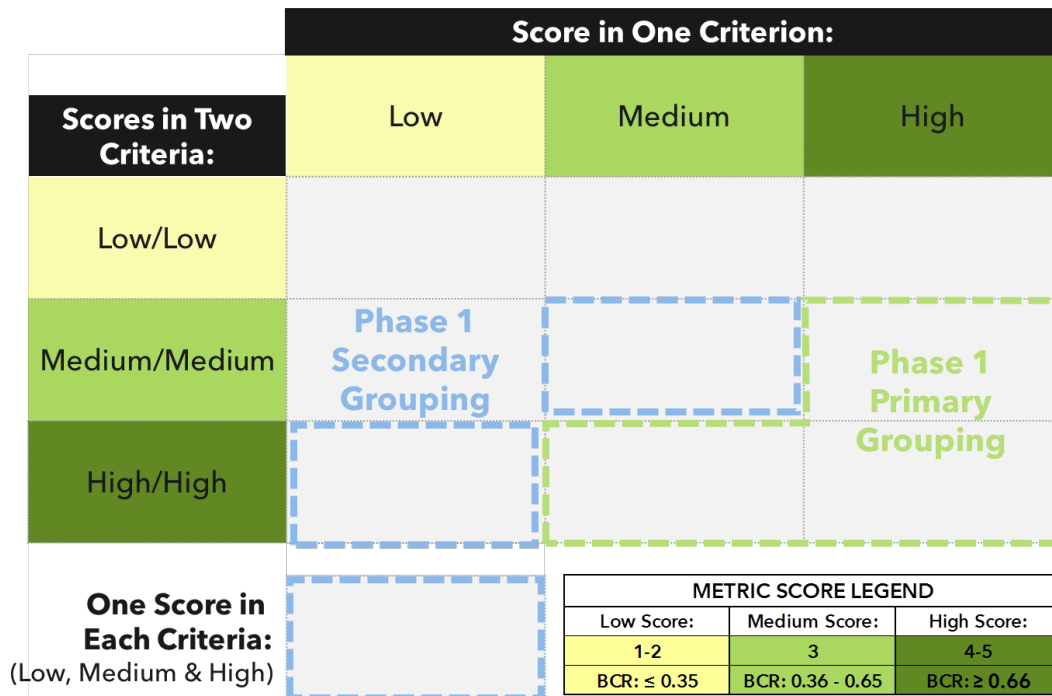 Score in One Criterion:
Scores in Two
Criteria:
Low
Medium
High
Low/Low
Medium/Medium
Phase 1
Secondary
Grouping
Phase 1
Primary
Grouping
High/High
One Score in
Each Criteria:
(Low, Medium & High)
METRIC SCORE LEGEND
Low Score:
Medium Score:
High Score:
1-2
3
4-5
BCR: ≤ 0.35
BCR: 0.36 - 0.65
BCR: ≥ 0.66